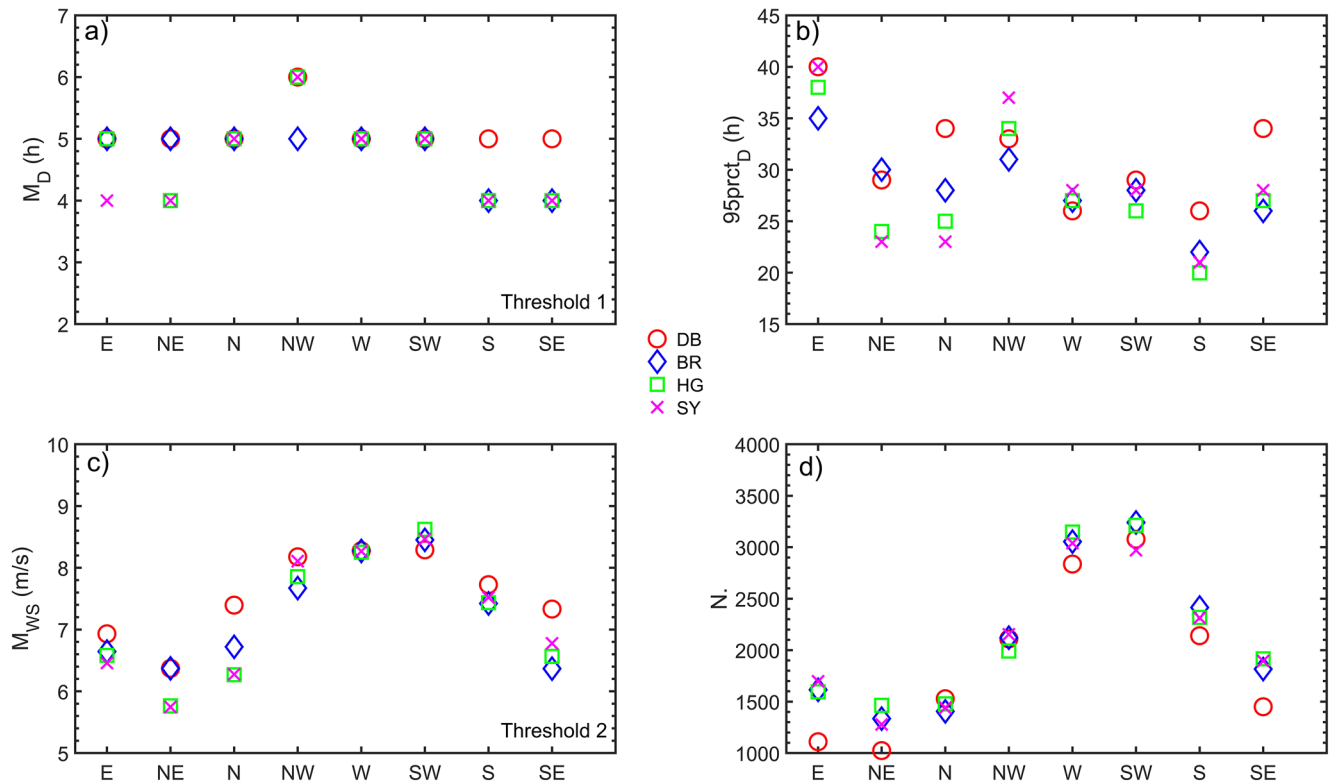 a)
7
6
5
4
3
2
M_D (h)
Threshold 1
E NE N NW W SW S SE
b)
45
40
35
30
25
20
15
95prct_D (h)
E NE N NW W SW S SE
DB
BR
HG
SY
c)
10
9
8
7
6
5
M_WS (m/s)
Threshold 2
E NE N NW W SW S SE
d)
4000
3500
3000
2500
2000
1500
1000
N.
E NE N NW W SW S SE